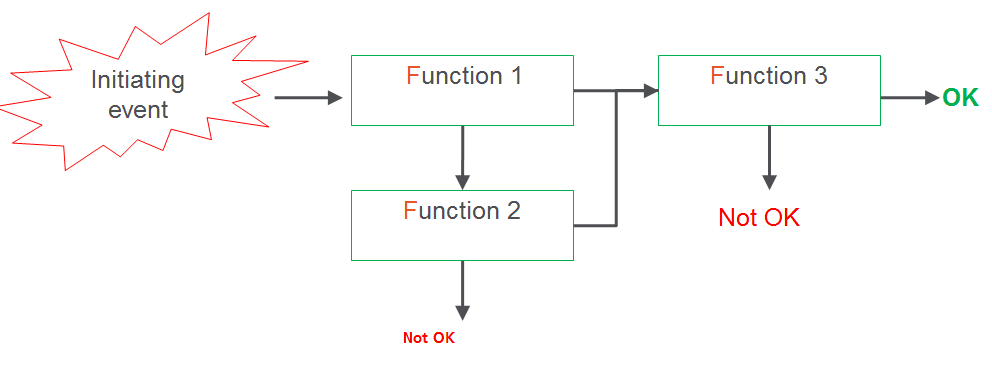 Initiating
event
Function 1
Function 3
OK
Function 2
Not OK
Not OK